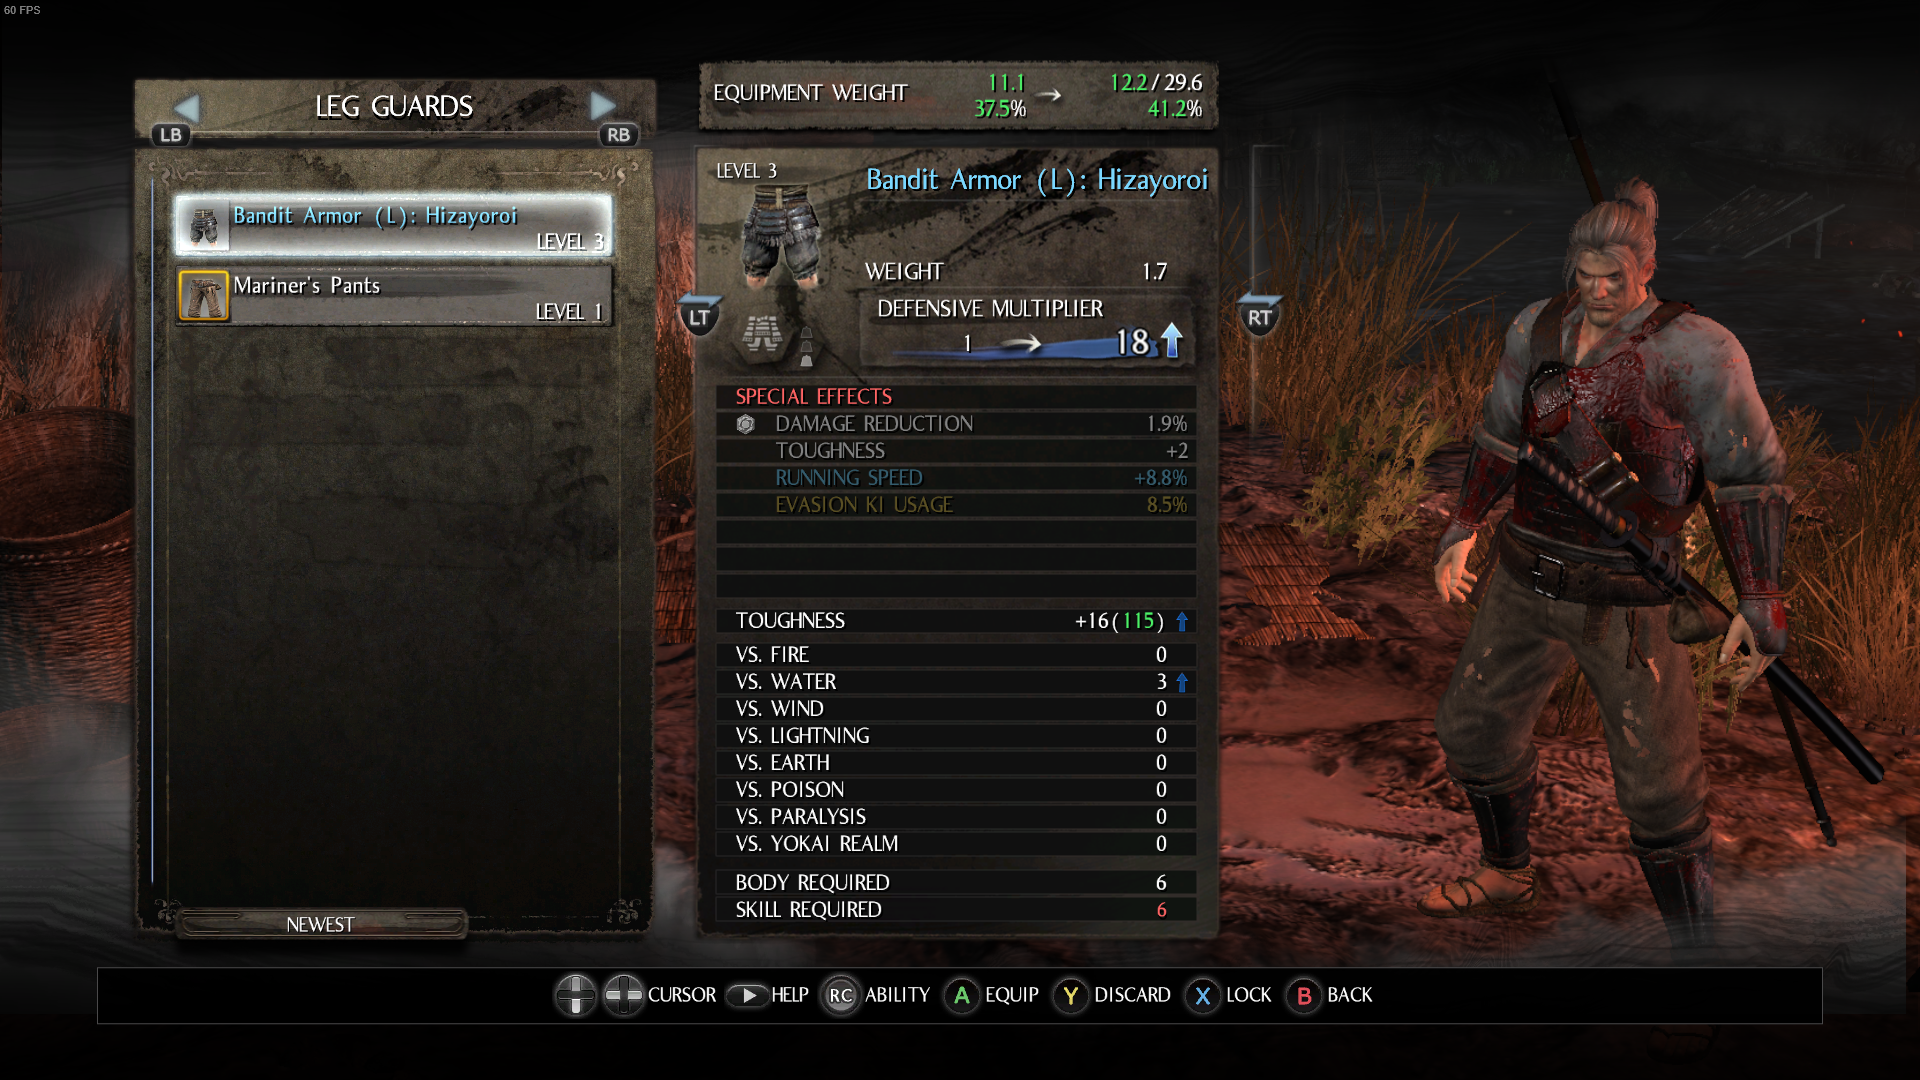 60 FPS
LEG GUARDS
LB
RB
Bandit Armor (L): Hizayoroi
LEVEL 3
Mariner's Pants
LEVEL 1
NEWEST
EQUIPMENT WEIGHT
11.1 12.2/29.6
37.5% 41.2%
LEVEL 3
Bandit Armor (L): Hizayoroi
WEIGHT 1.7
LT
RT
DEFENSIVE MULTIPLIER
1 18
SPECIAL EFFECTS
DAMAGE REDUCTION 1.9%
TOUGHNESS +2
RUNNING SPEED +8.8%
EVASION KI USAGE 8.5%
TOUGHNESS +16(115)
VS. FIRE 0
VS. WATER 3
VS. WIND 0
VS. LIGHTNING 0
VS. EARTH 0
VS. POISON 0
VS. PARALYSIS 0
VS. YOKAI REALM 0
BODY REQUIRED 6
SKILL REQUIRED 6
CURSOR HELP RC ABILITY A EQUIP Y DISCARD X LOCK B BACK